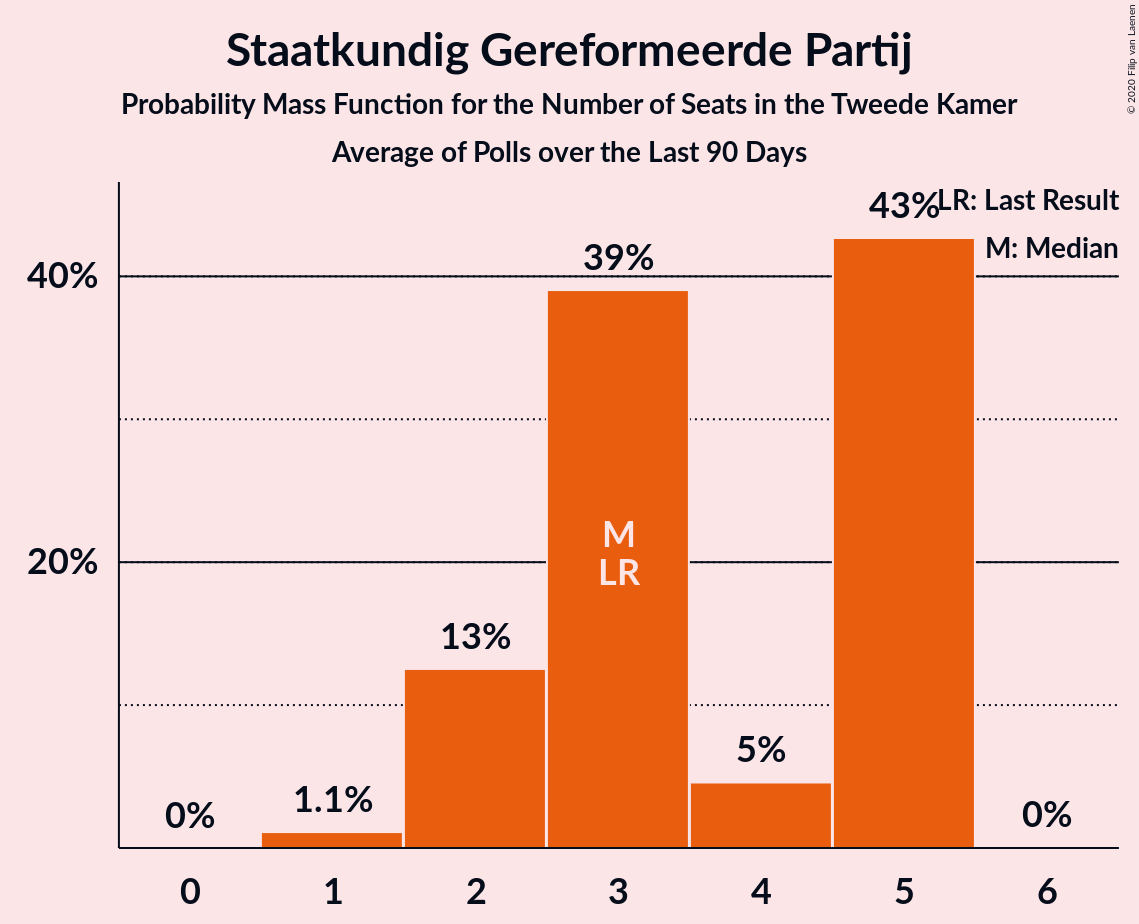 Staatkundig Gereformeerde Partij
Probability Mass Function for the Number of Seats in the Tweede Kamer
Average of Polls over the Last 90 Days
© 2020 Filip van Laenen
LR: Last Result
M: Median
43%
39%
40%
M
LR
20%
13%
5%
1.1%
0%
0%
0 1 2 3 4 5 6